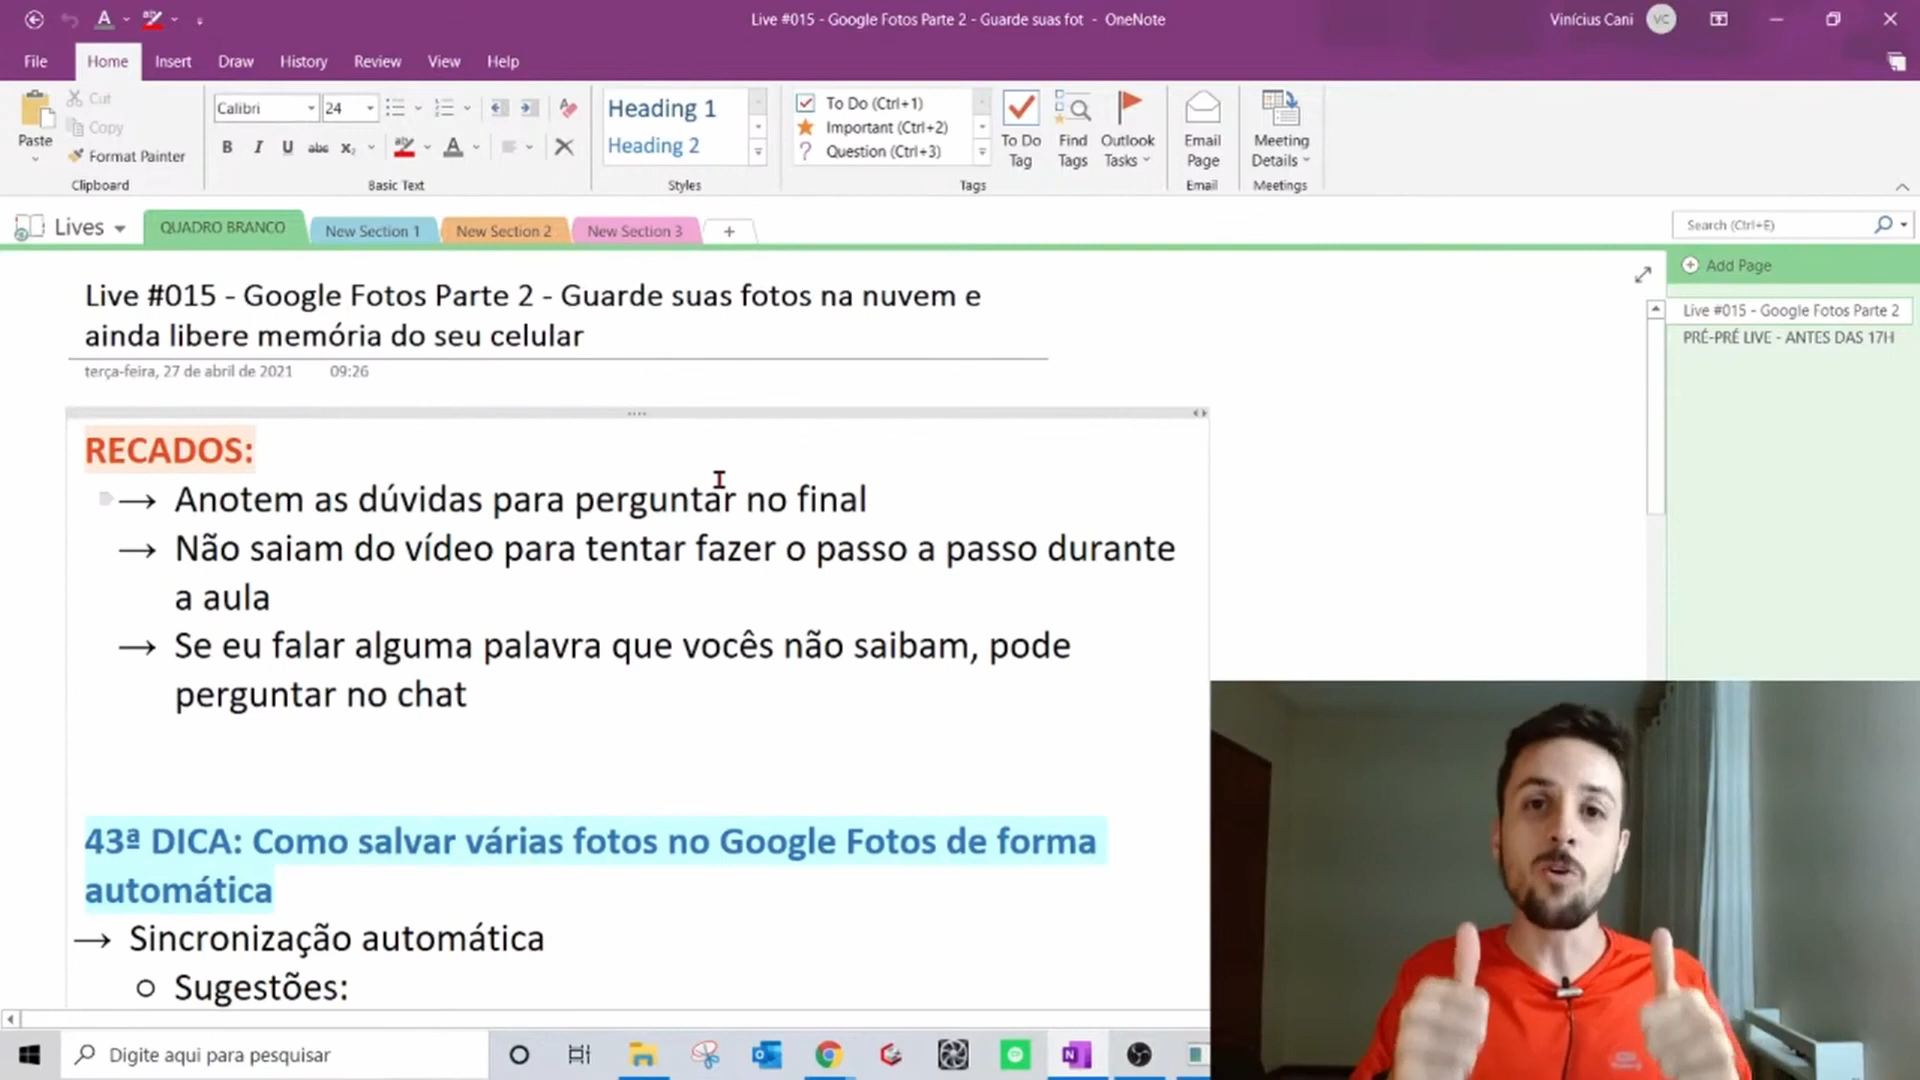 Live #015 - Google Fotos Parte 2 - Guarde suas fot - OneNote
Vinícius Cani
VC
File
Home
Insert
Draw
History
Review
View
Help
Paste
Cut
Copy
Format Painter
Clipboard
Calibri
24
B
I
U
abc
x₂
A
Basic Text
Heading 1
Heading 2
Styles
To Do (Ctrl+1)
Important (Ctrl+2)
Question (Ctrl+3)
To Do Tag
Find Tags
Outlook Tasks
Tags
Email Page
Email
Meeting Details
Meetings
Lives
QUADRO BRANCO
New Section 1
New Section 2
New Section 3
+
Search (Ctrl+E)
Add Page
Live #015 - Google Fotos Parte 2
PRÉ-PRÉ LIVE - ANTES DAS 17H
Live #015 - Google Fotos Parte 2 - Guarde suas fotos na nuvem e
ainda libere memória do seu celular
terça-feira, 27 de abril de 2021 09:26
RECADOS:
→ Anotem as dúvidas para perguntar no final
→ Não saiam do vídeo para tentar fazer o passo a passo durante
a aula
→ Se eu falar alguma palavra que vocês não saibam, pode
perguntar no chat
43ª DICA: Como salvar várias fotos no Google Fotos de forma
automática
→ Sincronização automática
o Sugestões:
Digite aqui para pesquisar